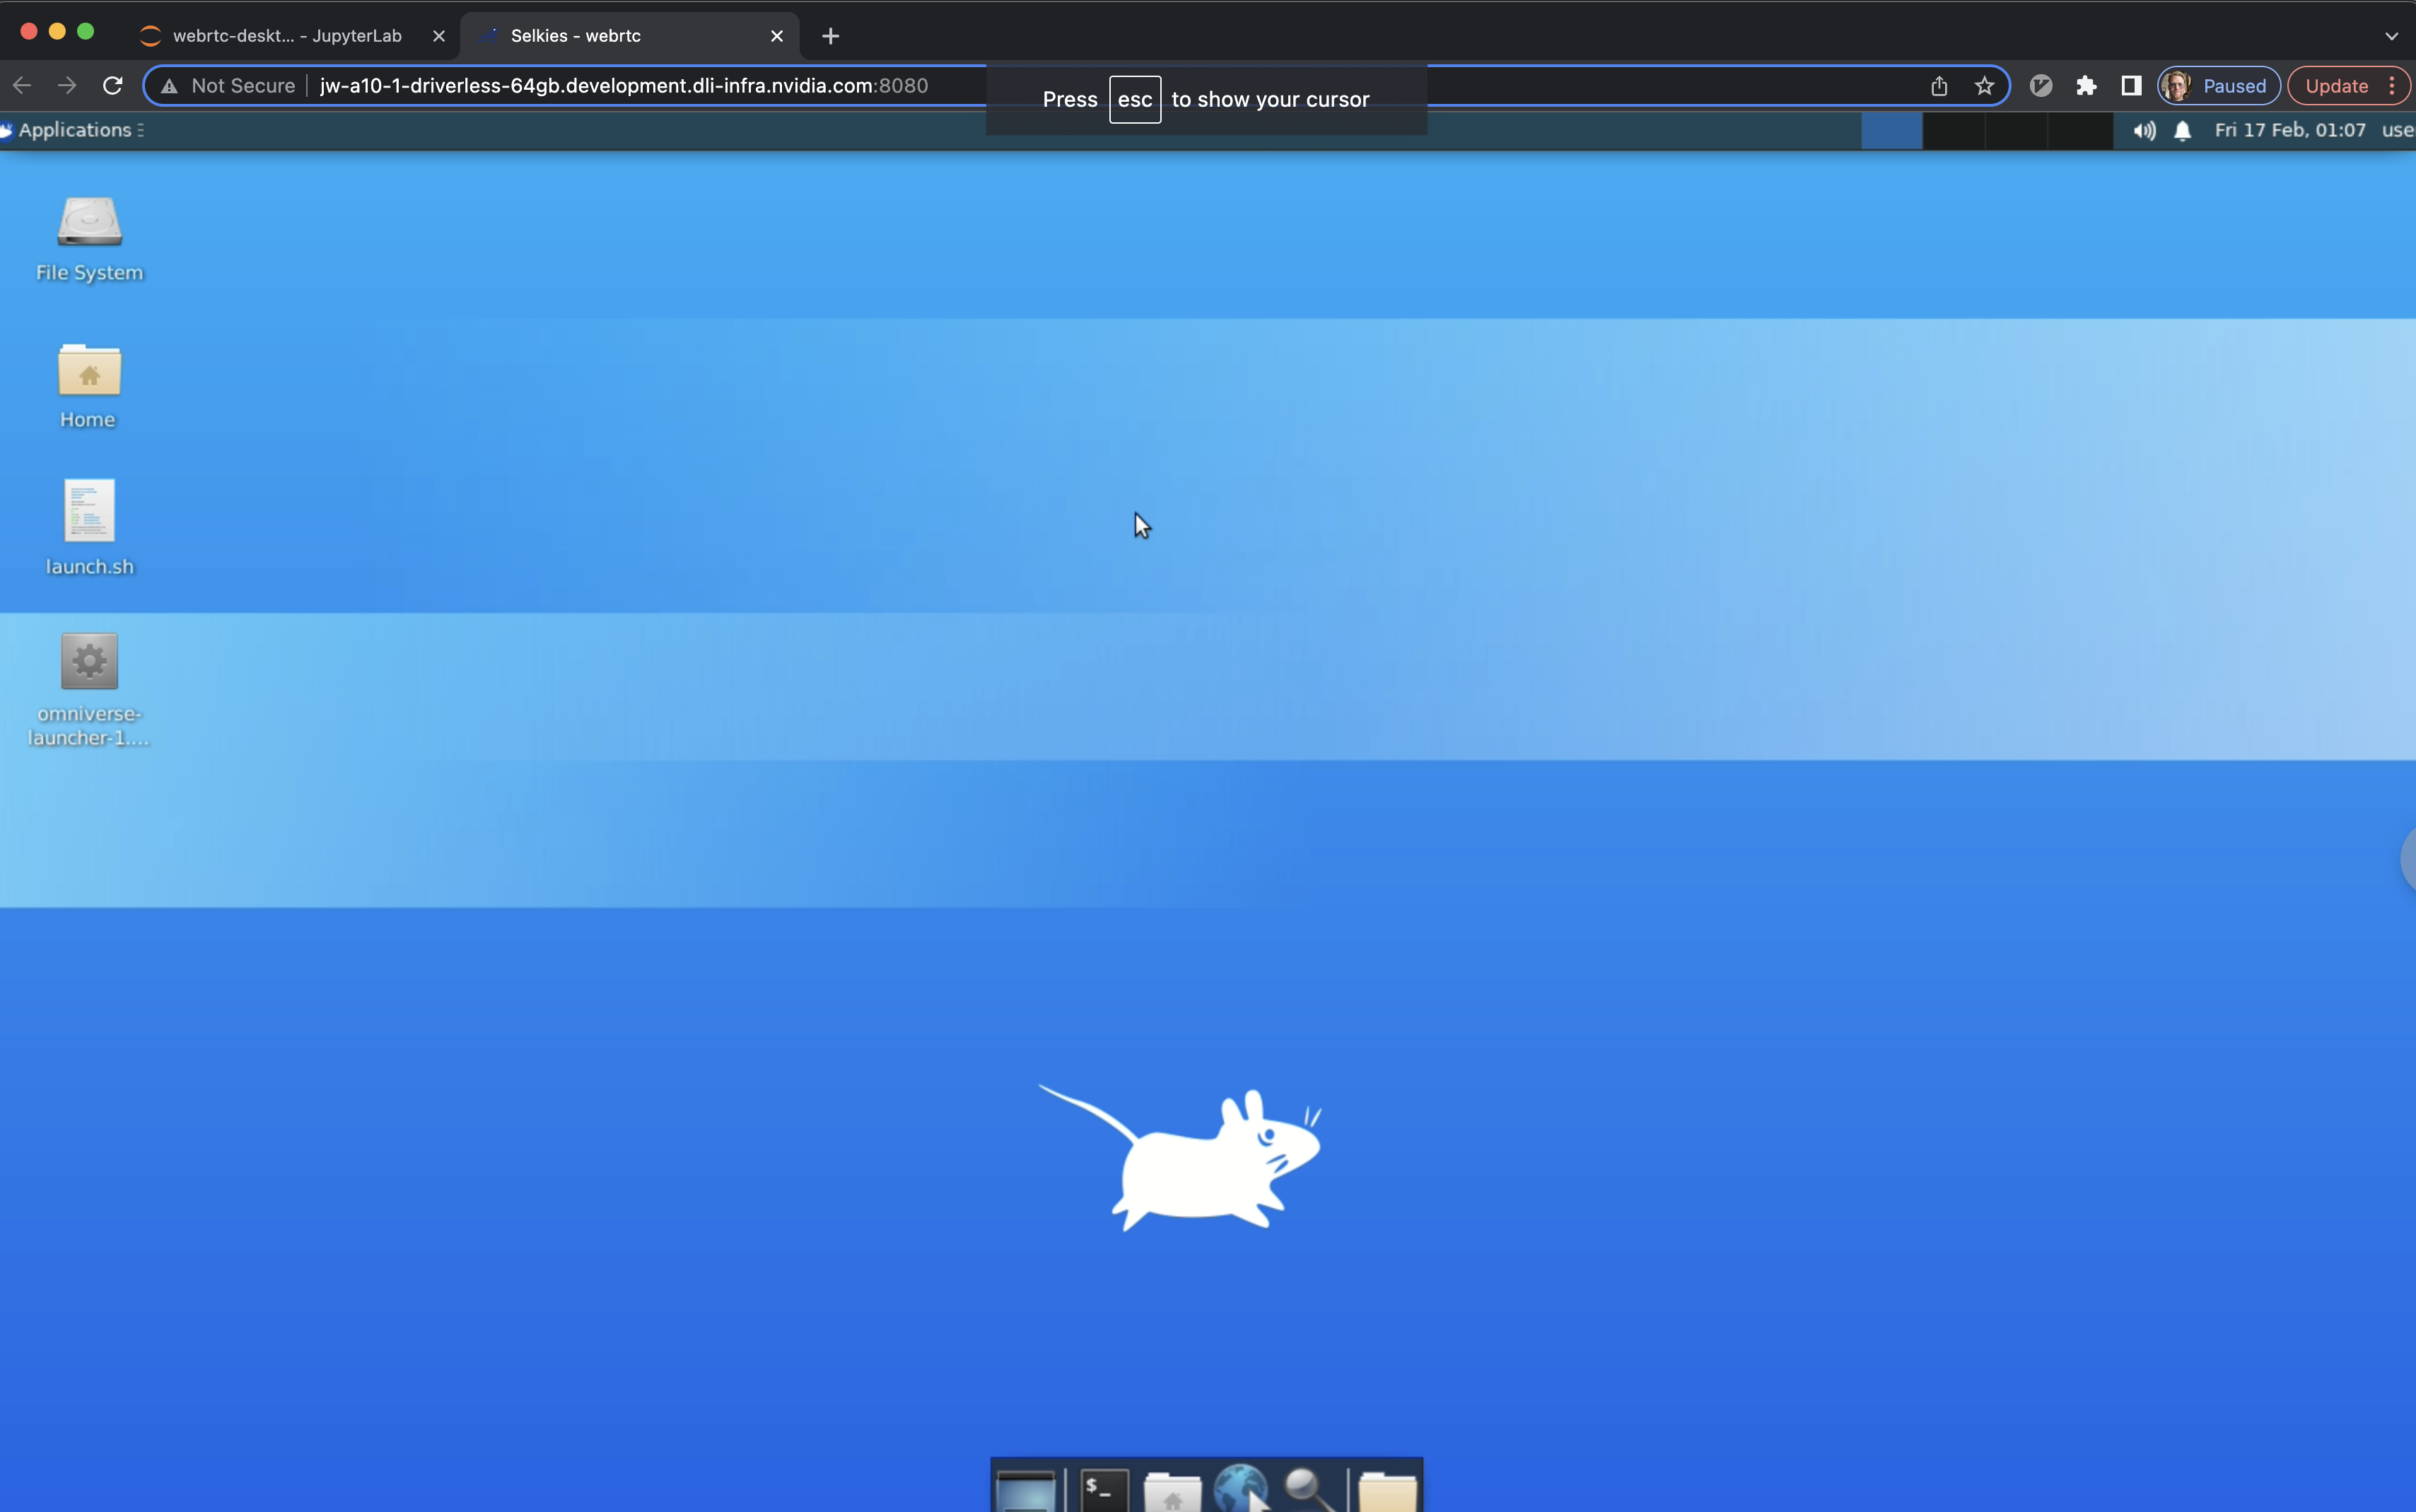 webrtc-deskt... - JupyterLab
Selkies - webrtc
Not Secure
jw-a10-1-driverless-64gb.development.dli-infra.nvidia.com:8080
Press esc to show your cursor
Paused
Update
Applications
Fri 17 Feb, 01:07
use
File System
Home
launch.sh
omniverse-
launcher-1....
$_